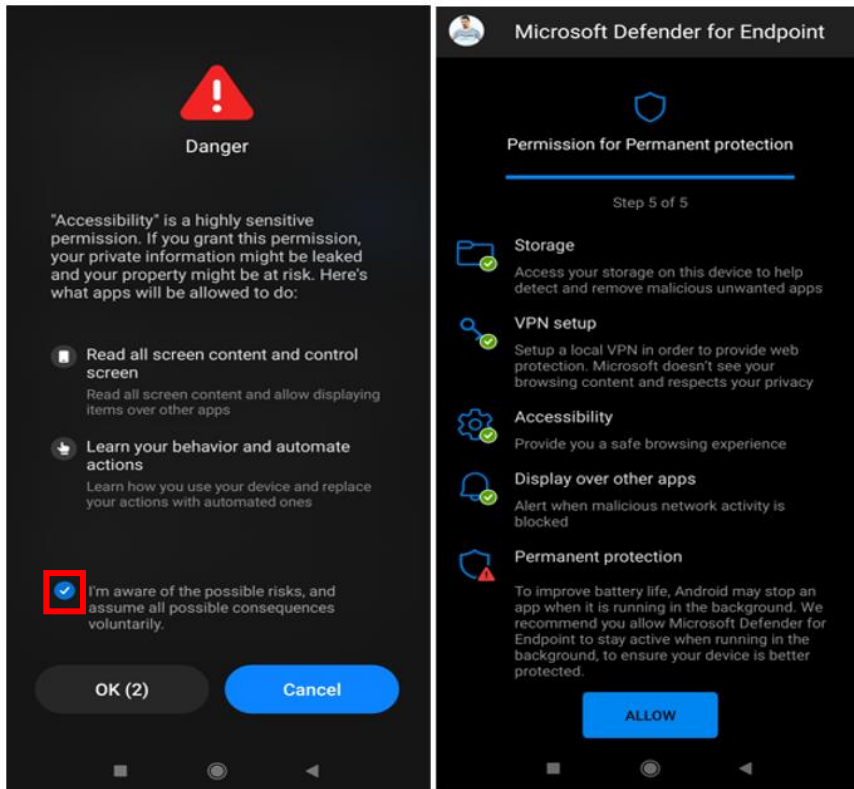 Danger
"Accessibility" is a highly sensitive
permission. If you grant this permission,
your private information might be leaked
and your property might be at risk. Here's
what apps will be allowed to do:
Read all screen content and control
screen
Read all screen content and allow displaying
items over other apps
Learn your behavior and automate
actions
Learn how you use your device and replace
your actions with automated ones
I'm aware of the possible risks, and
assume all possible consequences
voluntarily.
OK (2)
Cancel
Microsoft Defender for Endpoint
Permission for Permanent protection
Step 5 of 5
Storage
Access your storage on this device to help
detect and remove malicious unwanted apps
VPN setup
Setup a local VPN in order to provide web
protection. Microsoft doesn't see your
browsing content and respects your privacy
Accessibility
Provide you a safe browsing experience
Display over other apps
Alert when malicious network activity is
blocked
Permanent protection
To improve battery life, Android may stop an
app when it is running in the background. We
recommend you allow Microsoft Defender for
Endpoint to stay active when running in the
background, to ensure your device is better
protected.
ALLOW